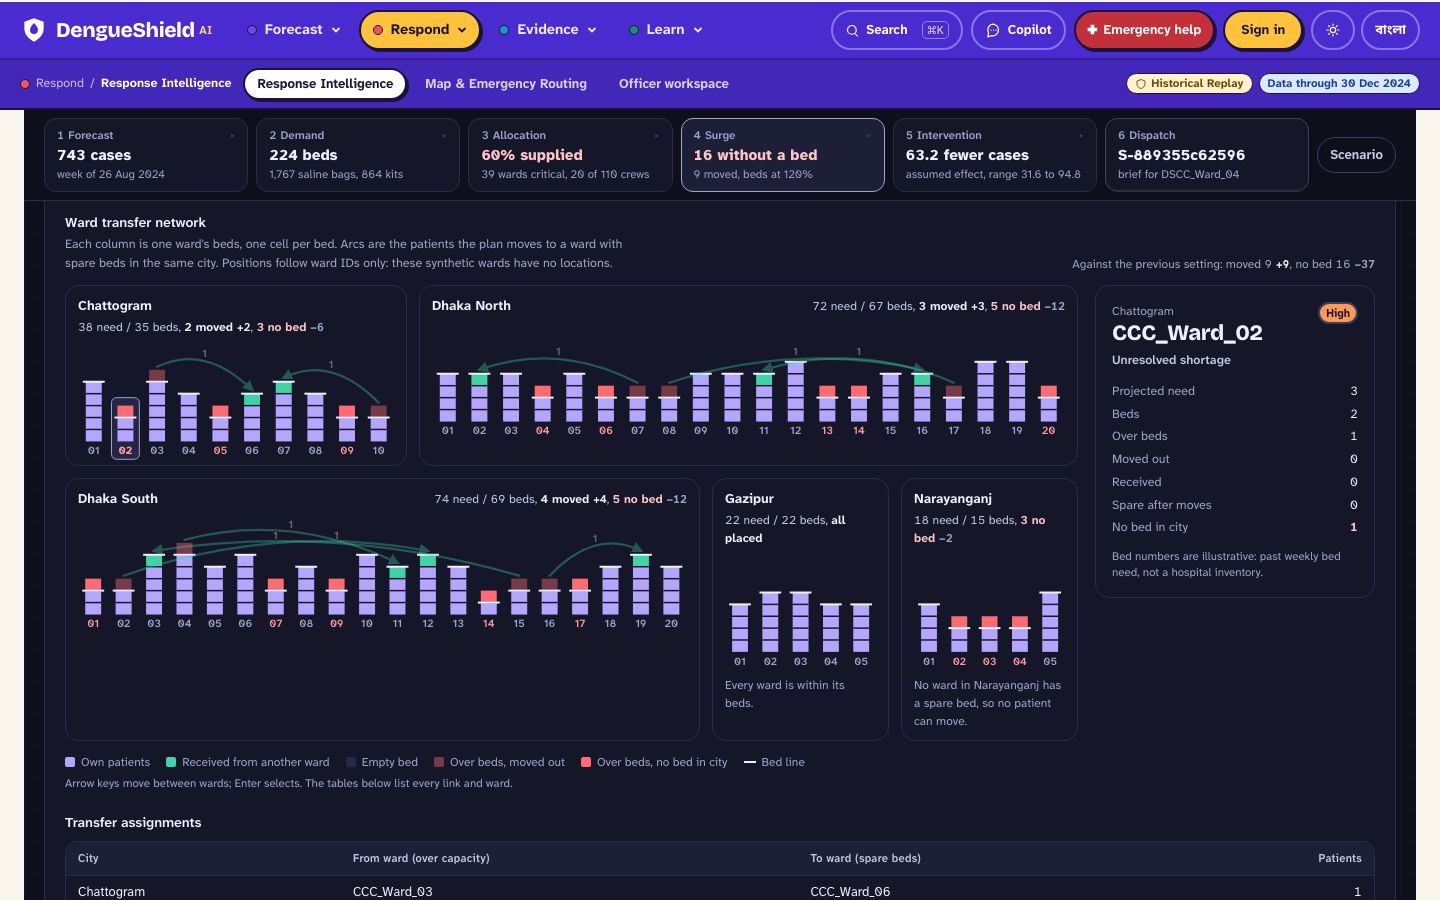 DengueShield AI
Forecast
Respond
Evidence
Learn
Search ⌘K
Copilot
Emergency help
Sign in
বাংলা
Respond / Response Intelligence
Response Intelligence
Map & Emergency Routing
Officer workspace
Historical Replay
Data through 30 Dec 2024
1 Forecast
743 cases
week of 26 Aug 2024
2 Demand
224 beds
1,767 saline bags, 864 kits
3 Allocation
60% supplied
39 wards critical, 20 of 110 crews
4 Surge
16 without a bed
9 moved, beds at 120%
5 Intervention
63.2 fewer cases
assumed effect, range 31.6 to 94.8
6 Dispatch
S-889355c62596
brief for DSCC_Ward_04
Scenario
Ward transfer network
Each column is one ward's beds, one cell per bed. Arcs are the patients the plan moves to a ward with
spare beds in the same city. Positions follow ward IDs only: these synthetic wards have no locations.
Against the previous setting: moved 9 +9, no bed 16 −37
Chattogram
38 need / 35 beds, 2 moved +2, 3 no bed −6
1
1
01 02 03 04 05 06 07 08 09 10
Dhaka North
72 need / 67 beds, 3 moved +3, 5 no bed −12
1
1
1
01 02 03 04 05 06 07 08 09 10 11 12 13 14 15 16 17 18 19 20
Chattogram
High
CCC_Ward_02
Unresolved shortage
Projected need 3
Beds 2
Over beds 1
Moved out 0
Received 0
Spare after moves 0
No bed in city 1
Bed numbers are illustrative: past weekly bed
need, not a hospital inventory.
Dhaka South
74 need / 69 beds, 4 moved +4, 5 no bed −12
1
1
1
1
01 02 03 04 05 06 07 08 09 10 11 12 13 14 15 16 17 18 19 20
Gazipur
22 need / 22 beds, all
placed
01 02 03 04 05
Every ward is within its
beds.
Narayanganj
18 need / 15 beds, 3 no
bed −2
01 02 03 04 05
No ward in Narayanganj has
a spare bed, so no patient
can move.
Own patients
Received from another ward
Empty bed
Over beds, moved out
Over beds, no bed in city
Bed line
Arrow keys move between wards; Enter selects. The tables below list every link and ward.
Transfer assignments
City From ward (over capacity) To ward (spare beds) Patients
Chattogram CCC_Ward_03 CCC_Ward_06 1